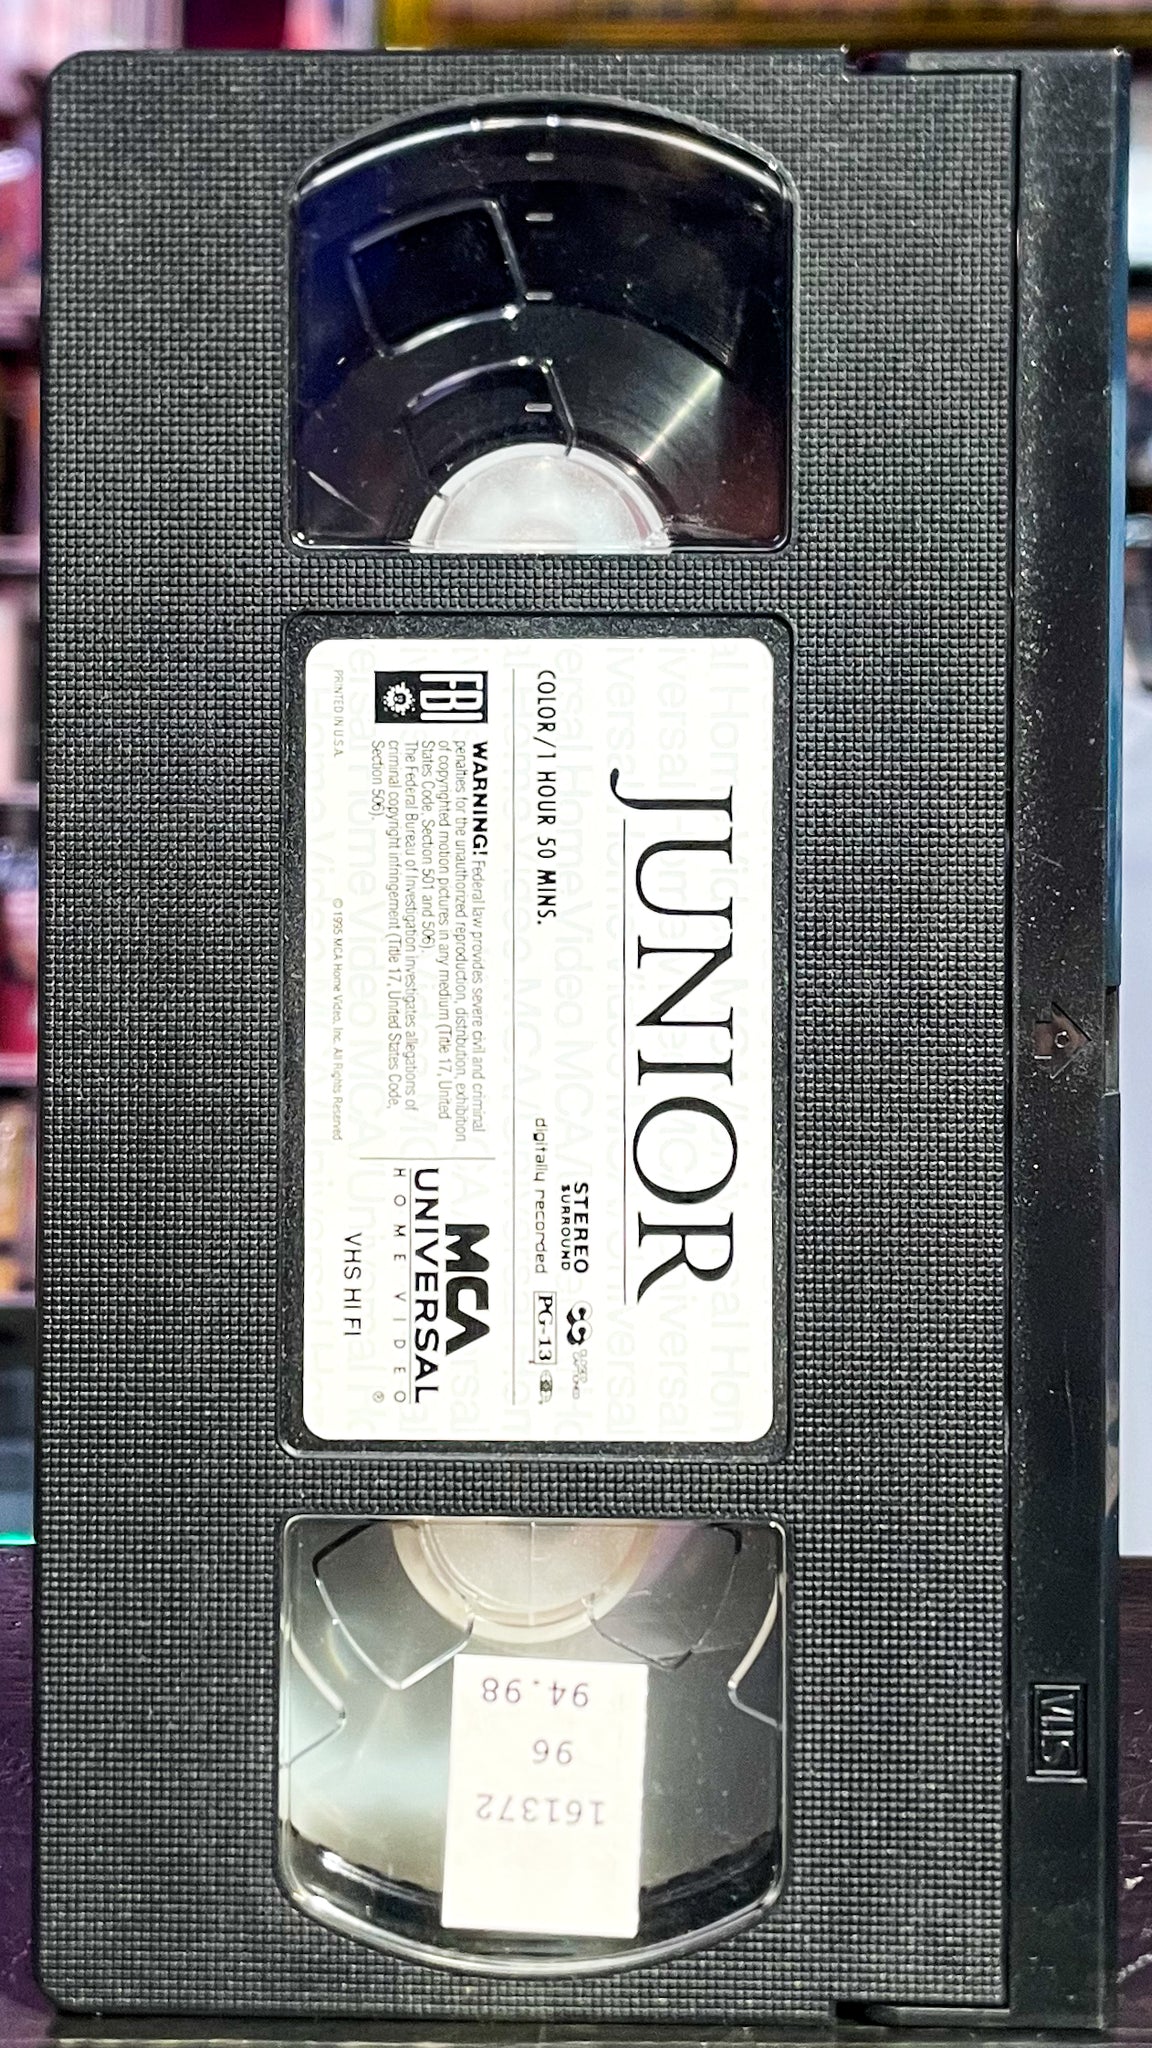 JUNIOR
COLOR/1 HOUR 50 MINS.
STEREO
SURROUND
digitally recorded
PG-13
CLOSED
CAPTIONED
FBI
WARNING! Federal law provides severe civil and criminal
penalties for the unauthorized reproduction, distribution, exhibition
of copyrighted motion pictures in any medium (Title 17, United
States Code, Section 501 and 506).
The Federal Bureau of Investigation investigates allegations of
criminal copyright infringement (Title 17, United States Code,
Section 506).
MCA
UNIVERSAL
HOME VIDEO
®
VHS HI FI
PRINTED IN U.S.A.
© 1995 MCA Home Video, Inc. All Rights Reserved
94.98
96
161372
VHS